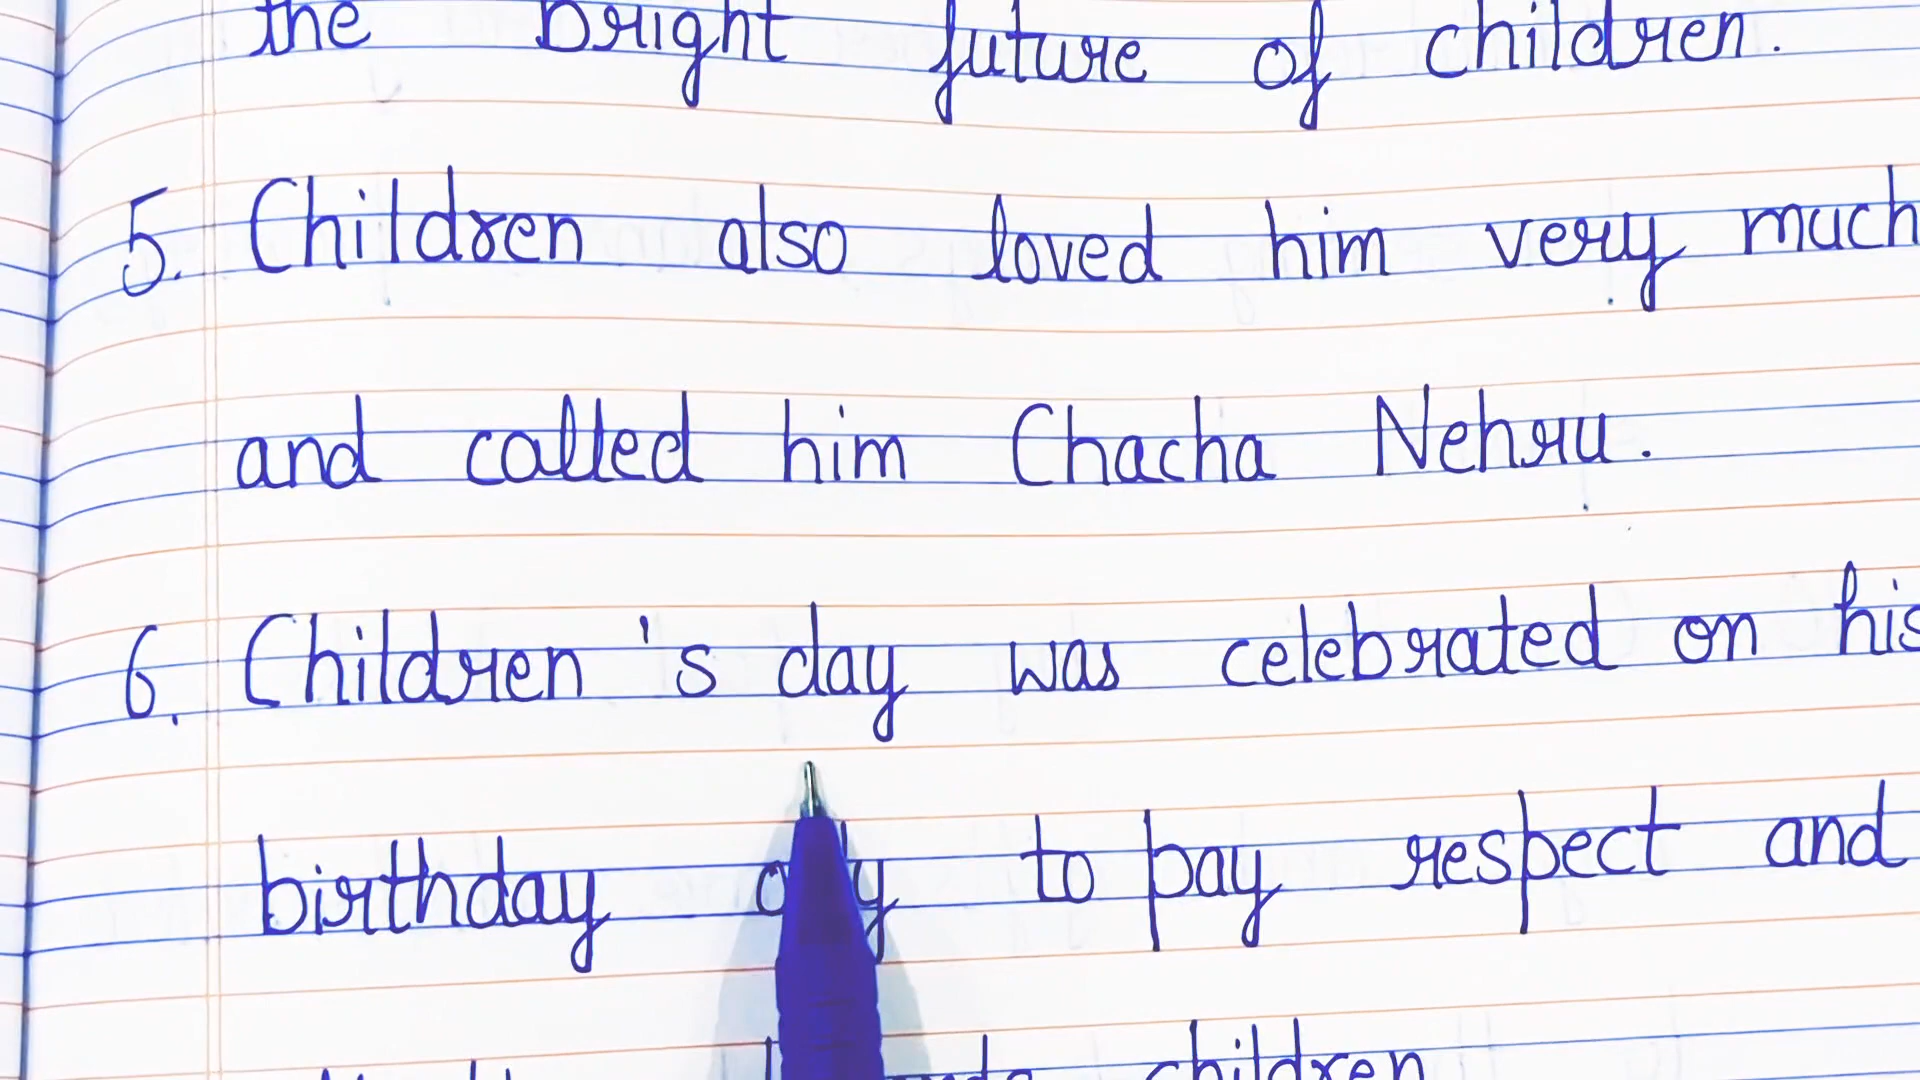 the bright future of children.
5. Children also loved him very much
and called him Chacha Nehru.
6. Children's day was celebrated on his
birthday to pay respect and
children